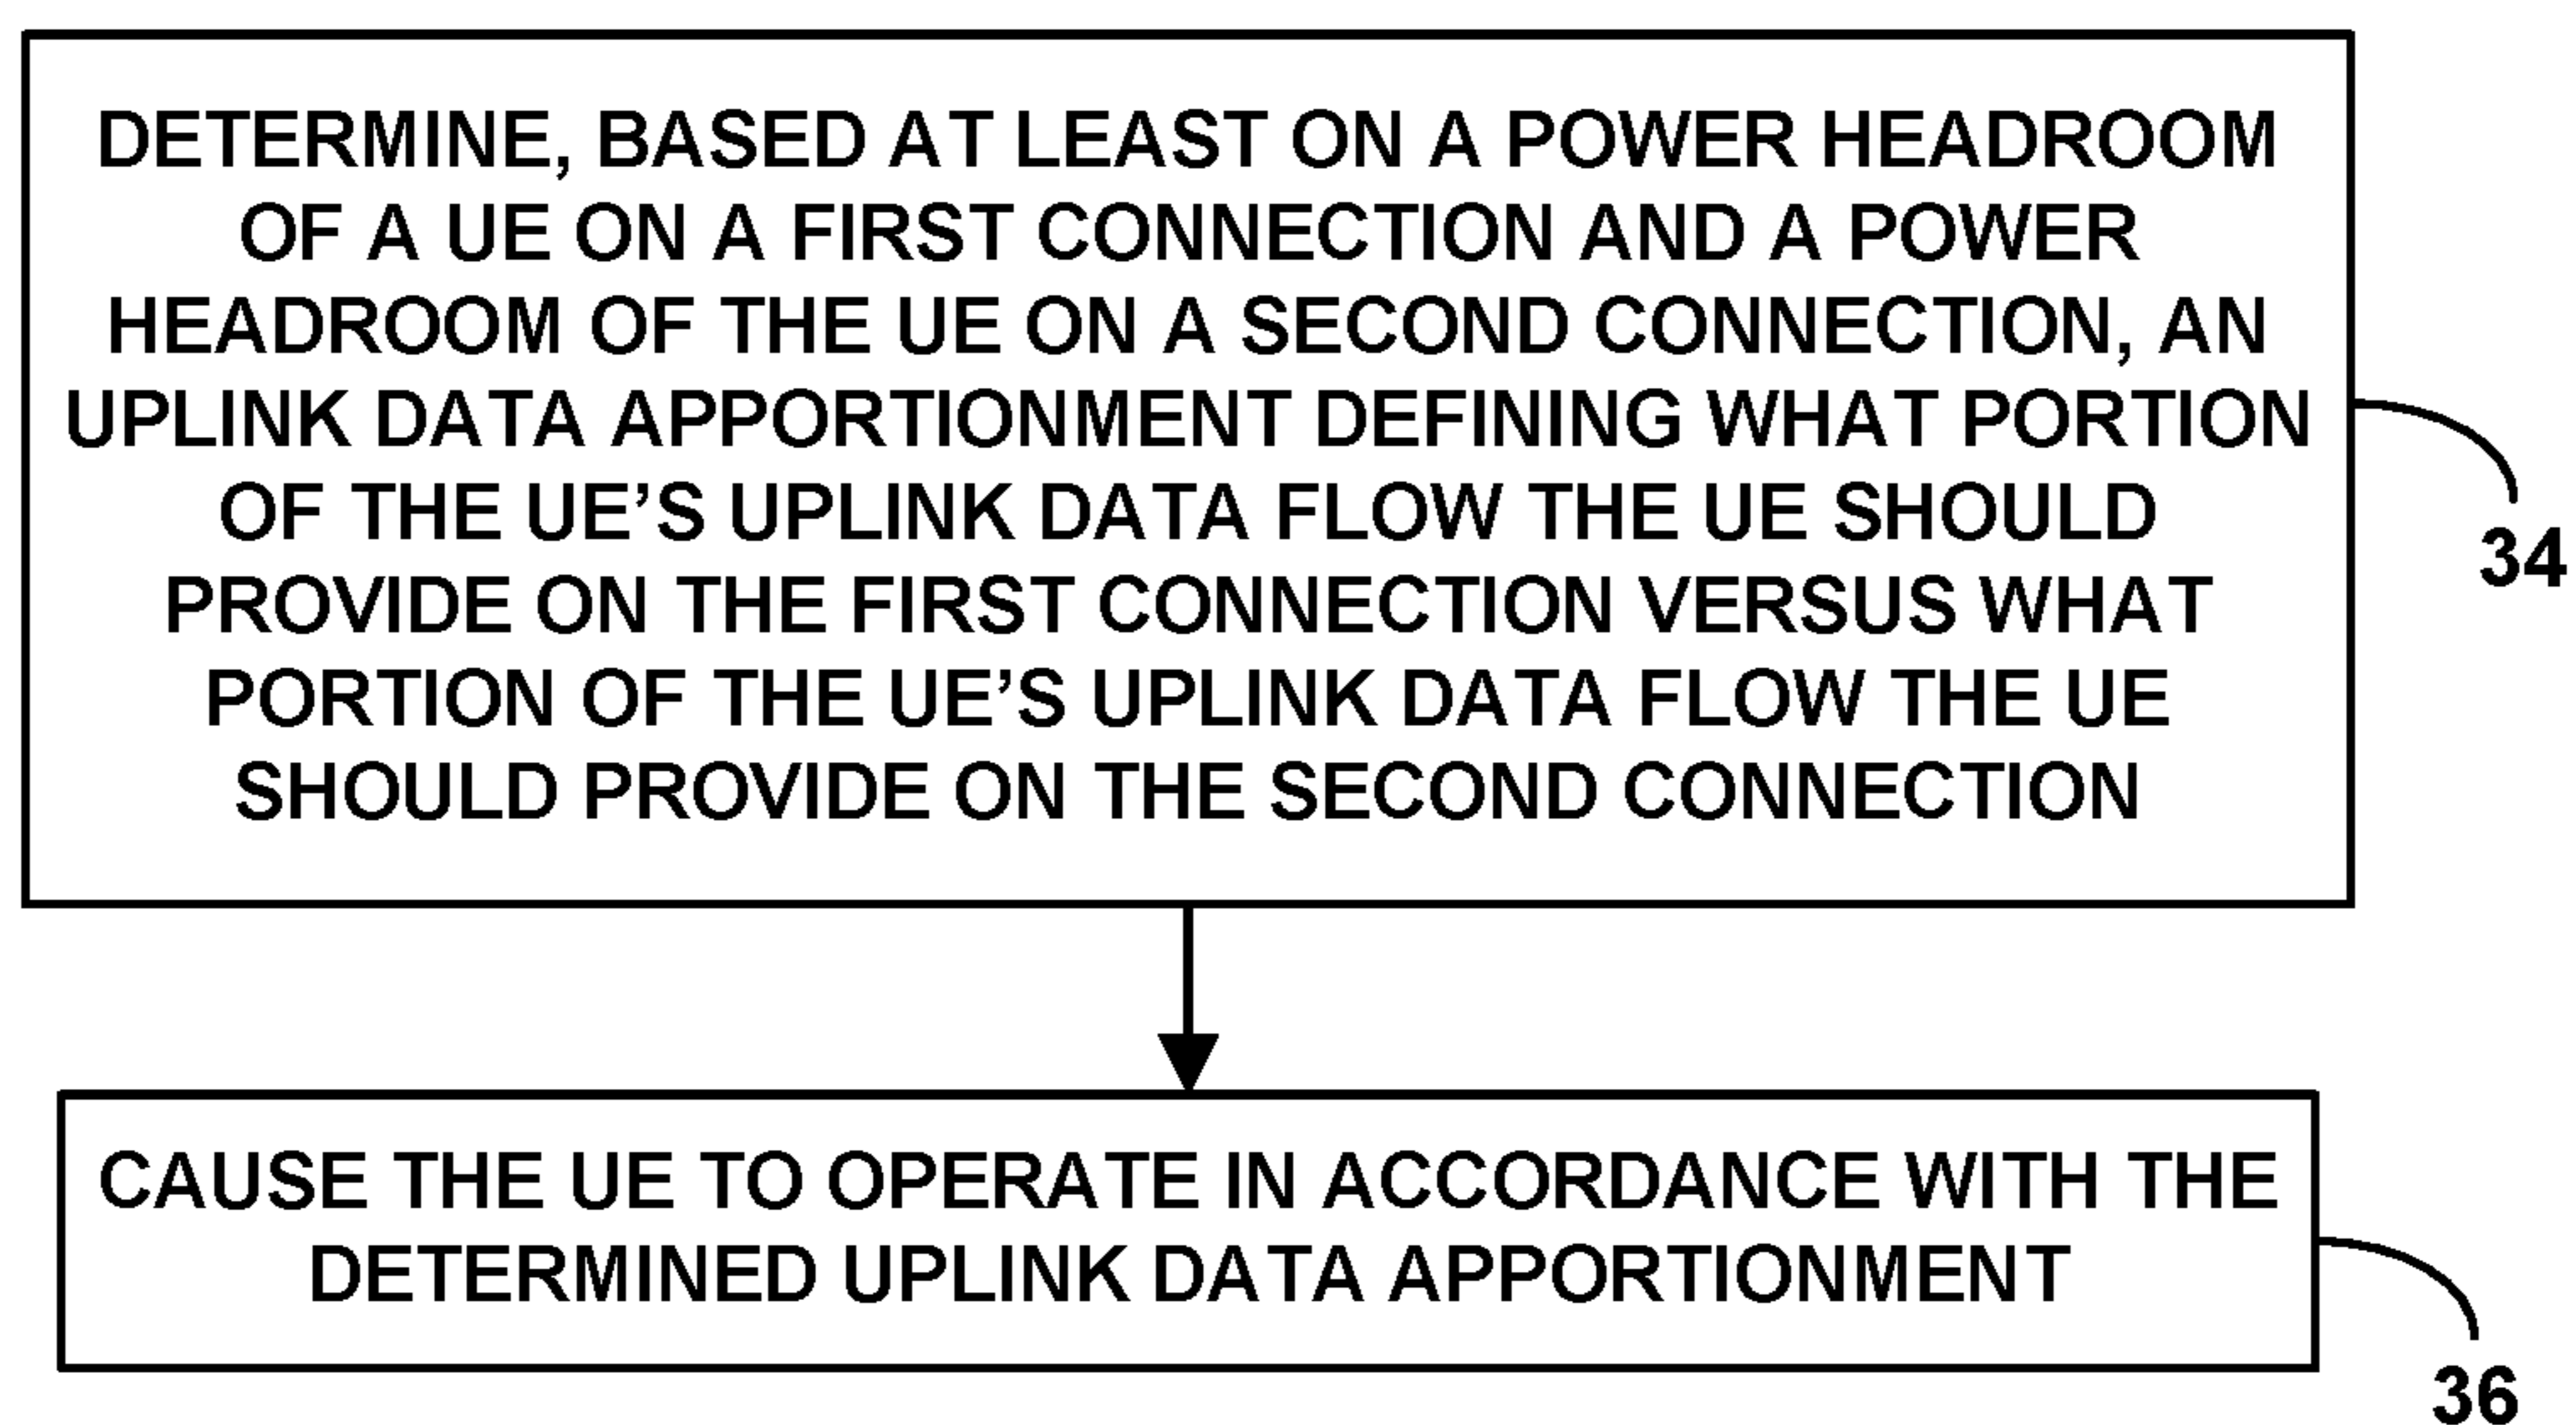 DETERMINE, BASED AT LEAST ON A POWER HEADROOM
OF A UE ON A FIRST CONNECTION AND A POWER
HEADROOM OF THE UE ON A SECOND CONNECTION, AN
UPLINK DATA APPORTIONMENT DEFINING WHAT PORTION
OF THE UE’S UPLINK DATA FLOW THE UE SHOULD
PROVIDE ON THE FIRST CONNECTION VERSUS WHAT
PORTION OF THE UE’S UPLINK DATA FLOW THE UE
SHOULD PROVIDE ON THE SECOND CONNECTION
34
CAUSE THE UE TO OPERATE IN ACCORDANCE WITH THE
DETERMINED UPLINK DATA APPORTIONMENT
36